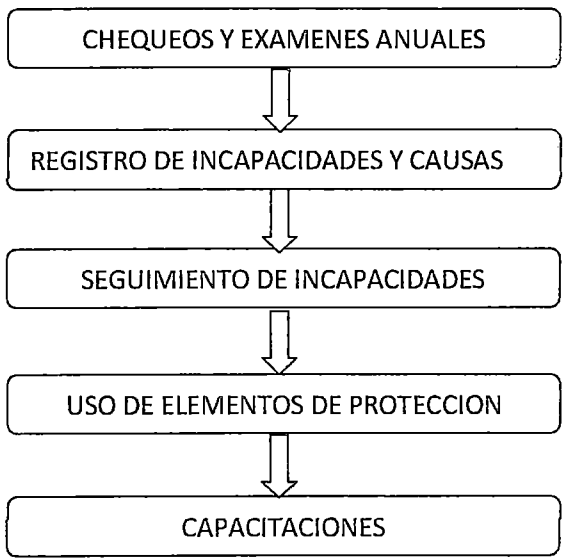 CHEQUEOS Y EXAMENES ANUALES
REGISTRO DE INCAPACIDADES Y CAUSAS
SEGUIMIENTO DE INCAPACIDADES
USO DE ELEMENTOS DE PROTECCION
CAPACITACIONES